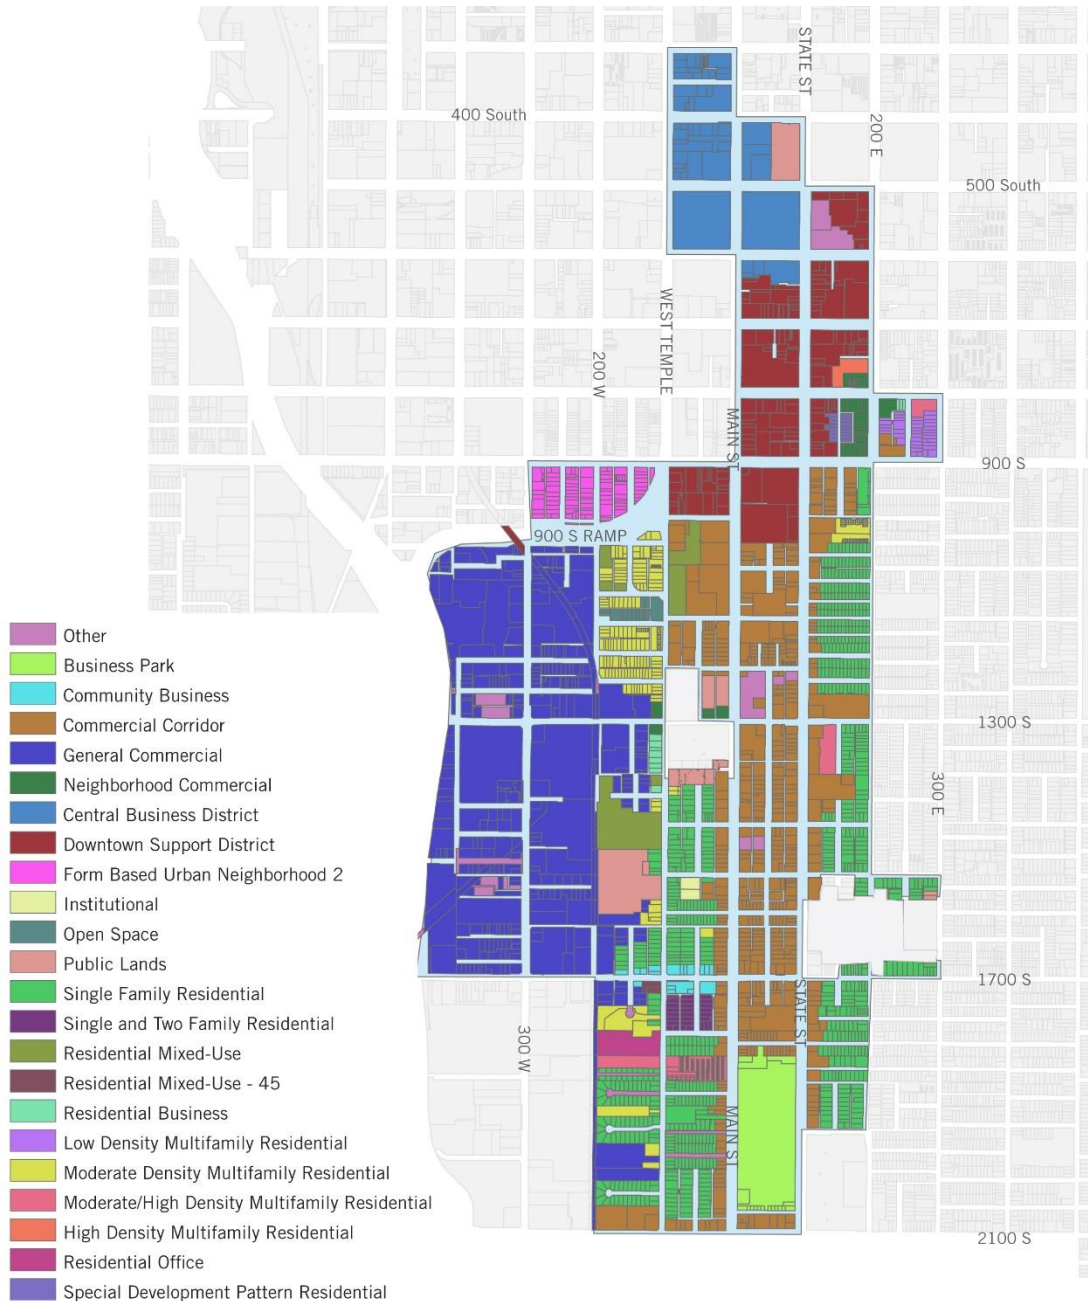 STATE ST
400 South
200 E
500 South
WEST TEMPLE
200 W
MAIN ST
900 S
900 S RAMP
Other
Business Park
Community Business
Commercial Corridor
General Commercial
Neighborhood Commercial
Central Business District
Downtown Support District
Form Based Urban Neighborhood 2
Institutional
Open Space
Public Lands
Single Family Residential
Single and Two Family Residential
Residential Mixed-Use
Residential Mixed-Use - 45
Residential Business
Low Density Multifamily Residential
Moderate Density Multifamily Residential
Moderate/High Density Multifamily Residential
High Density Multifamily Residential
Residential Office
Special Development Pattern Residential
1300 S
300 E
1700 S
STATE ST
300 W
MAIN ST
2100 S